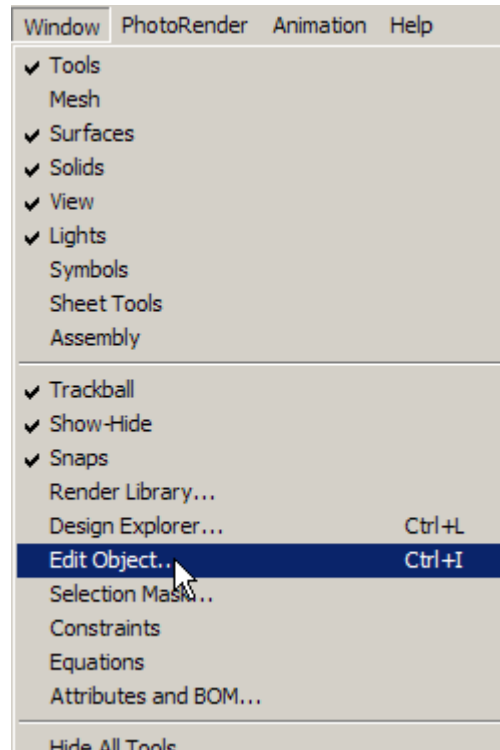 Window PhotoRender Animation Help
Tools
Mesh
Surfaces
Solids
View
Lights
Symbols
Sheet Tools
Assembly
Trackball
Show-Hide
Snaps
Render Library...
Design Explorer... Ctrl+L
Edit Object... Ctrl+I
Selection Mask...
Constraints
Equations
Attributes and BOM...
Hide All Tools